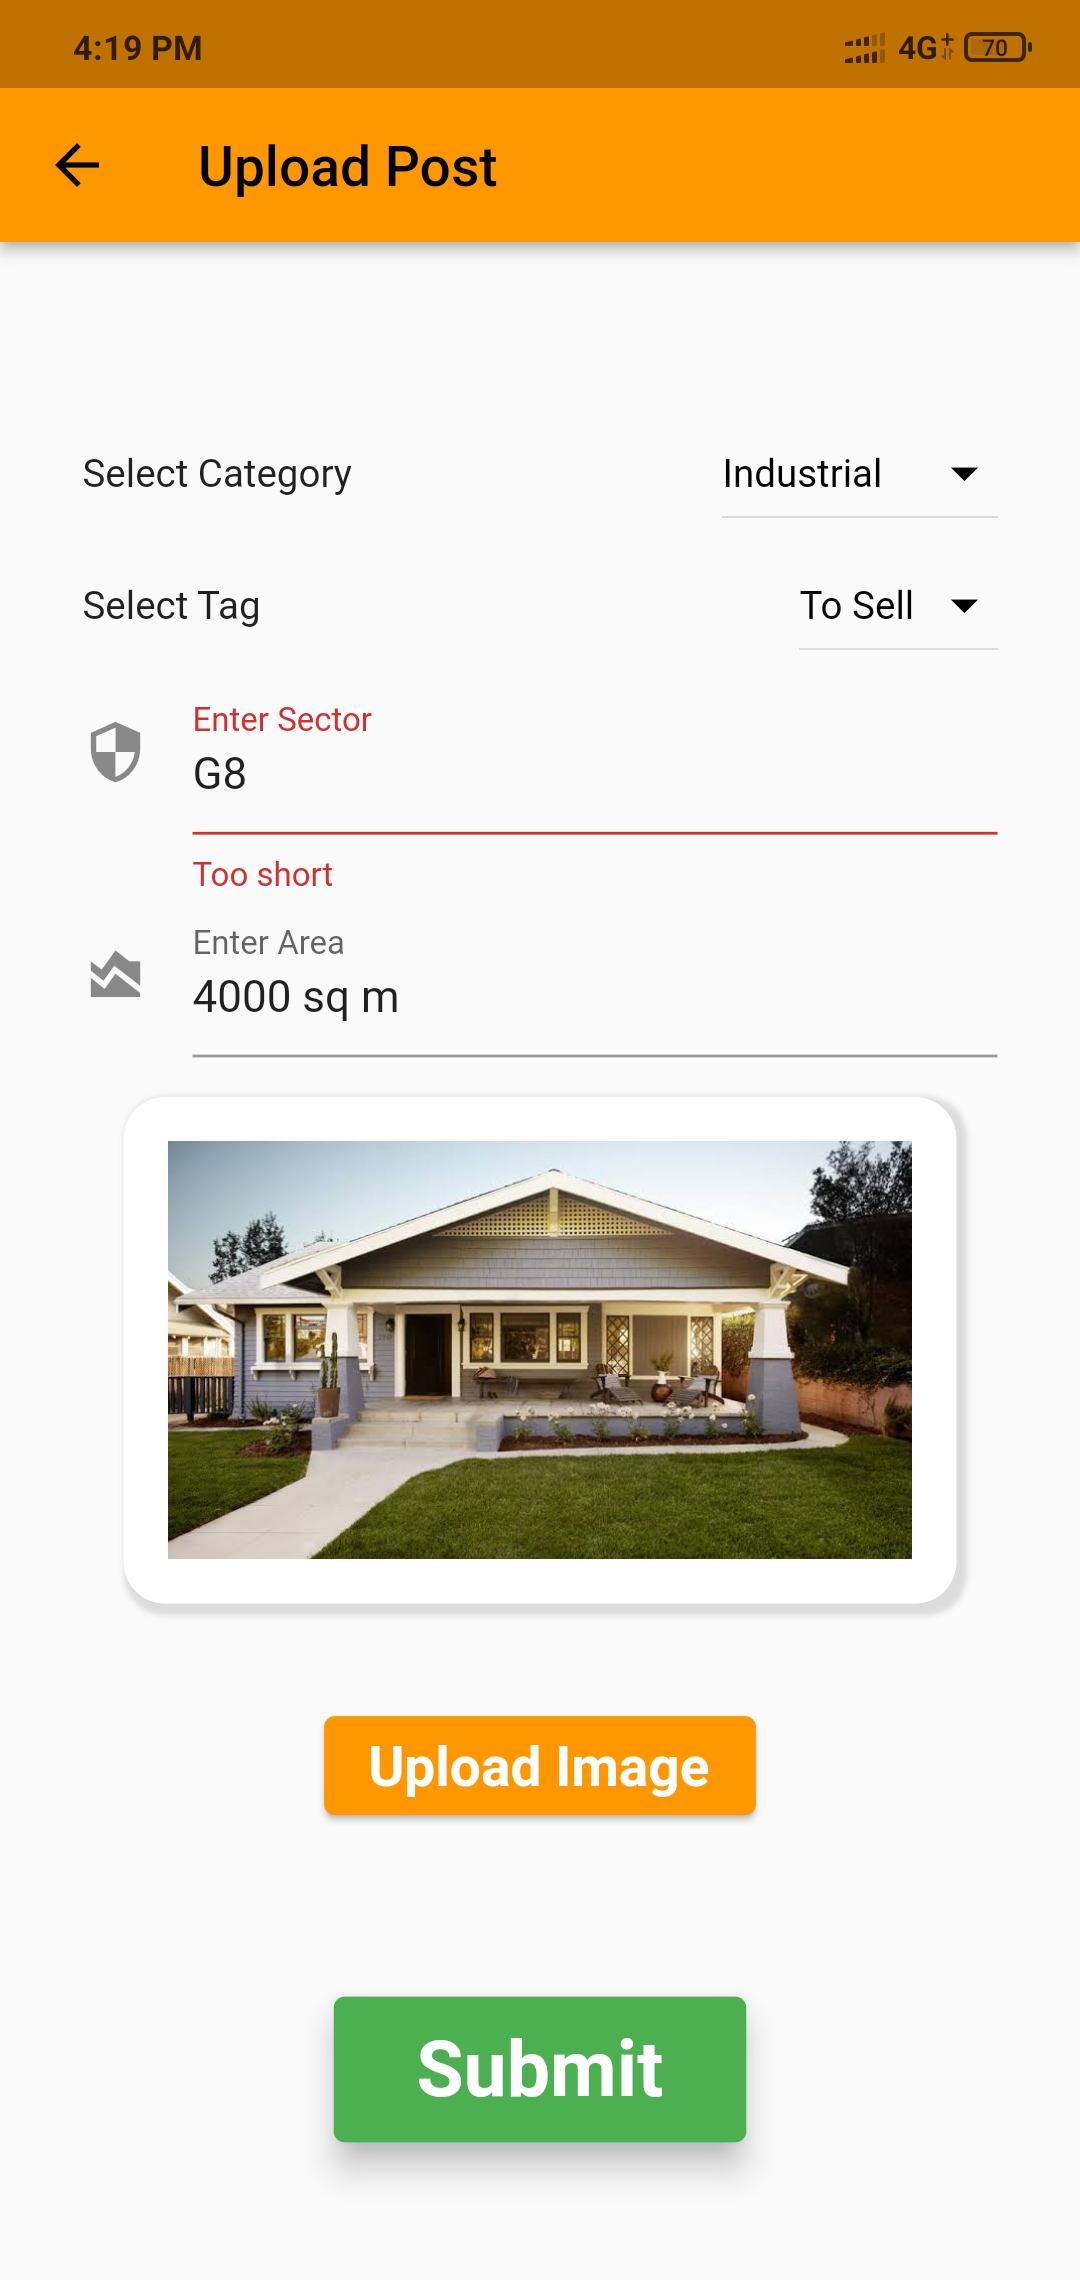 4:19 PM 4G+ 70
Upload Post
Select Category Industrial
Select Tag To Sell
Enter Sector
G8
Too short
Enter Area
4000 sq m
Upload Image
Submit